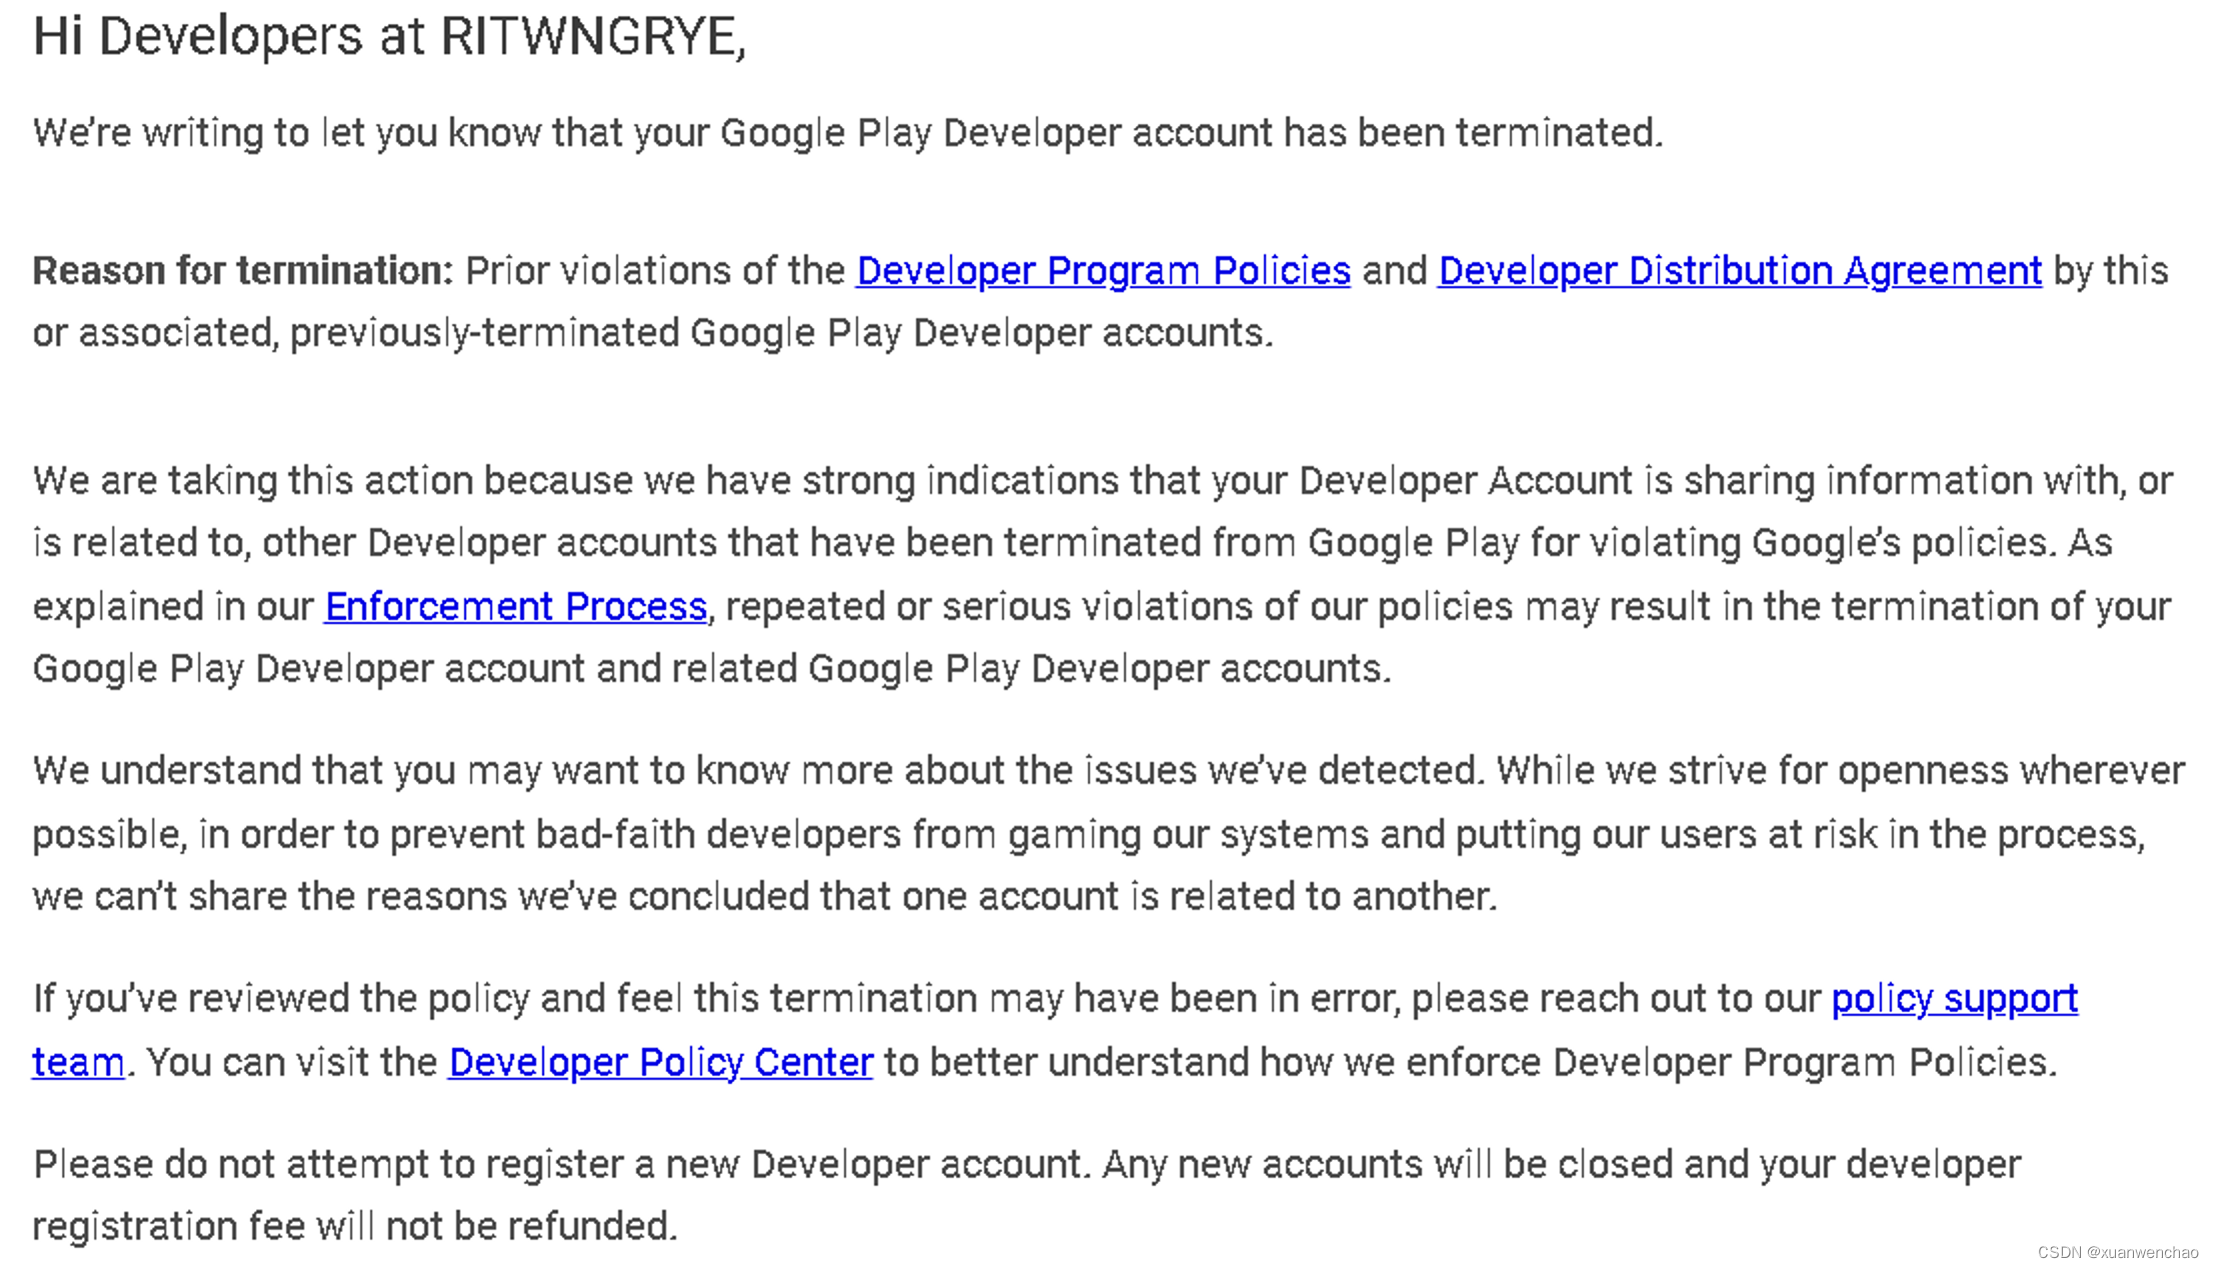 Hi Developers at RITWNGRYE,
We’re writing to let you know that your Google Play Developer account has been terminated.
Reason for termination: Prior violations of the Developer Program Policies and Developer Distribution Agreement by this
or associated, previously-terminated Google Play Developer accounts.
We are taking this action because we have strong indications that your Developer Account is sharing information with, or
is related to, other Developer accounts that have been terminated from Google Play for violating Google’s policies. As
explained in our Enforcement Process, repeated or serious violations of our policies may result in the termination of your
Google Play Developer account and related Google Play Developer accounts.
We understand that you may want to know more about the issues we’ve detected. While we strive for openness wherever
possible, in order to prevent bad-faith developers from gaming our systems and putting our users at risk in the process,
we can’t share the reasons we’ve concluded that one account is related to another.
If you’ve reviewed the policy and feel this termination may have been in error, please reach out to our policy support
team. You can visit the Developer Policy Center to better understand how we enforce Developer Program Policies.
Please do not attempt to register a new Developer account. Any new accounts will be closed and your developer
registration fee will not be refunded.
CSDN @xuanwenchao